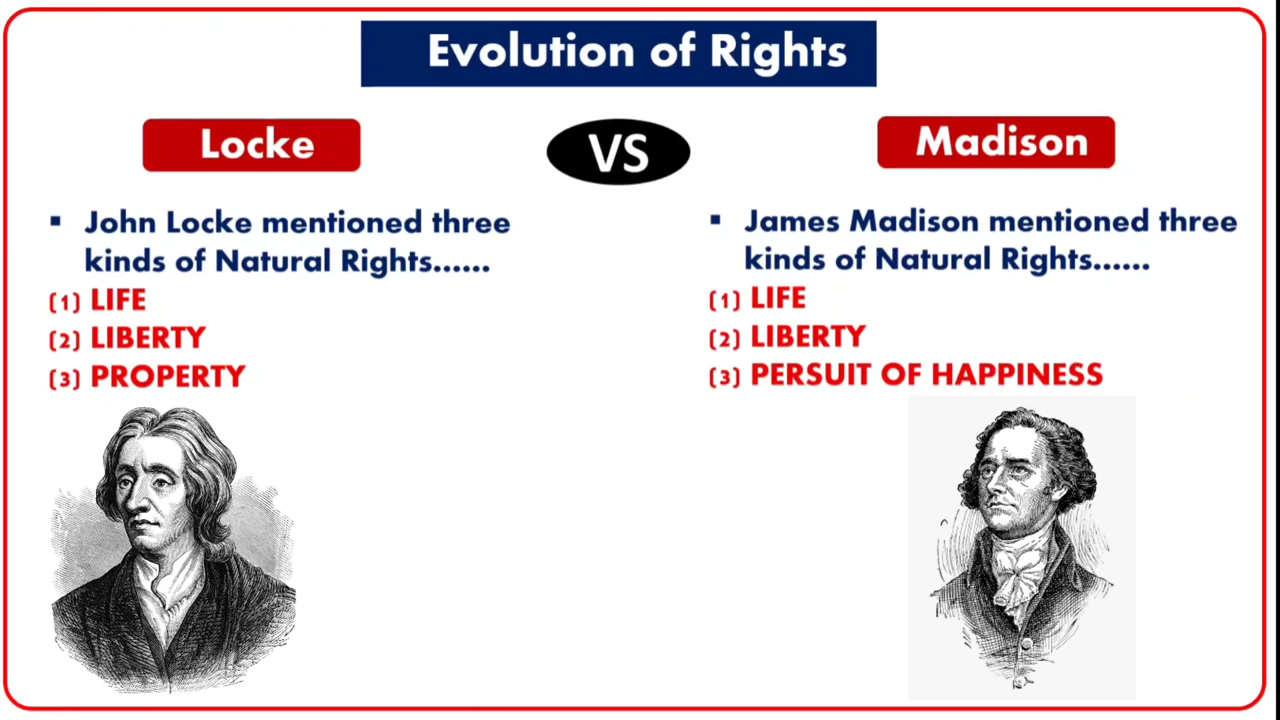 Evolution of Rights
Locke
VS
Madison
▪ John Locke mentioned three
kinds of Natural Rights......
(1) LIFE
(2) LIBERTY
(3) PROPERTY
▪ James Madison mentioned three
kinds of Natural Rights......
(1) LIFE
(2) LIBERTY
(3) PERSUIT OF HAPPINESS